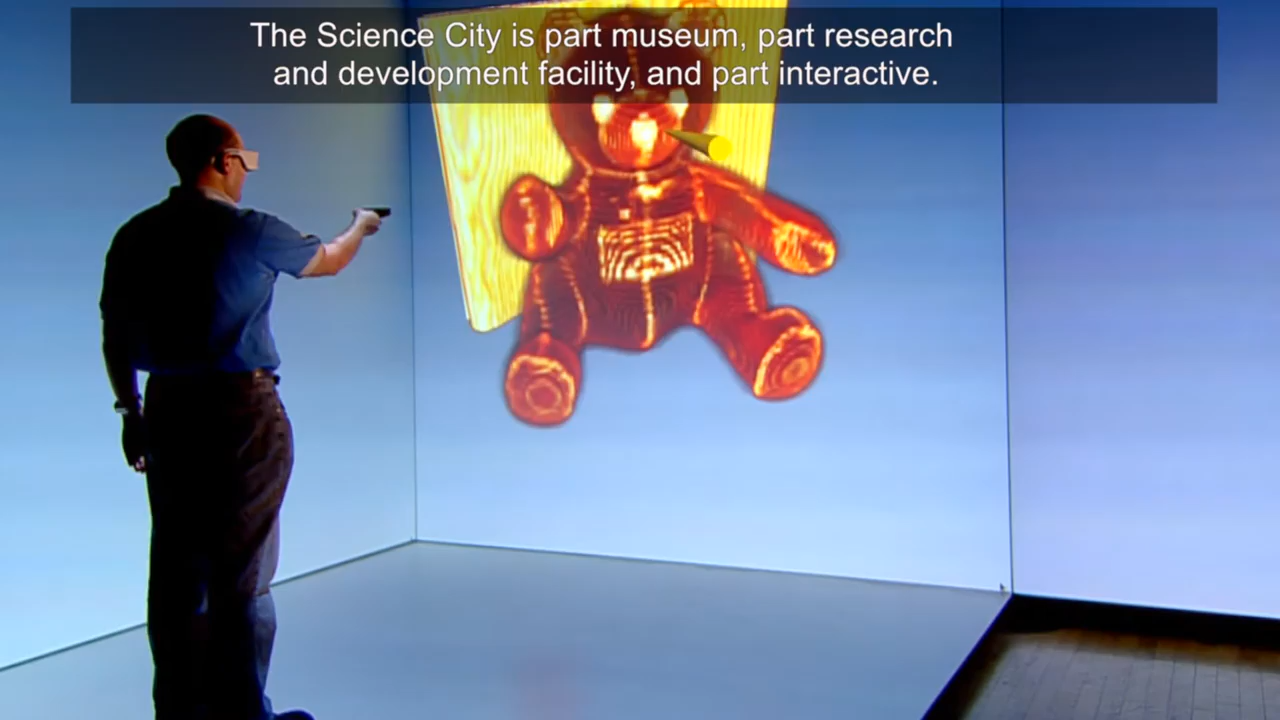 The Science City is part museum, part research
and development facility, and part interactive.